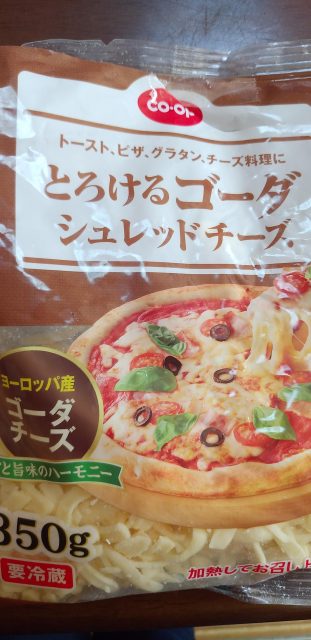 CO·OP
トースト、ピザ、グラタン、チーズ料理に
とろけるゴーダ
シュレッドチーズ
ヨーロッパ産
ゴーダ
チーズ
と旨味のハーモニー
350g
要冷蔵
加熱してお召し上